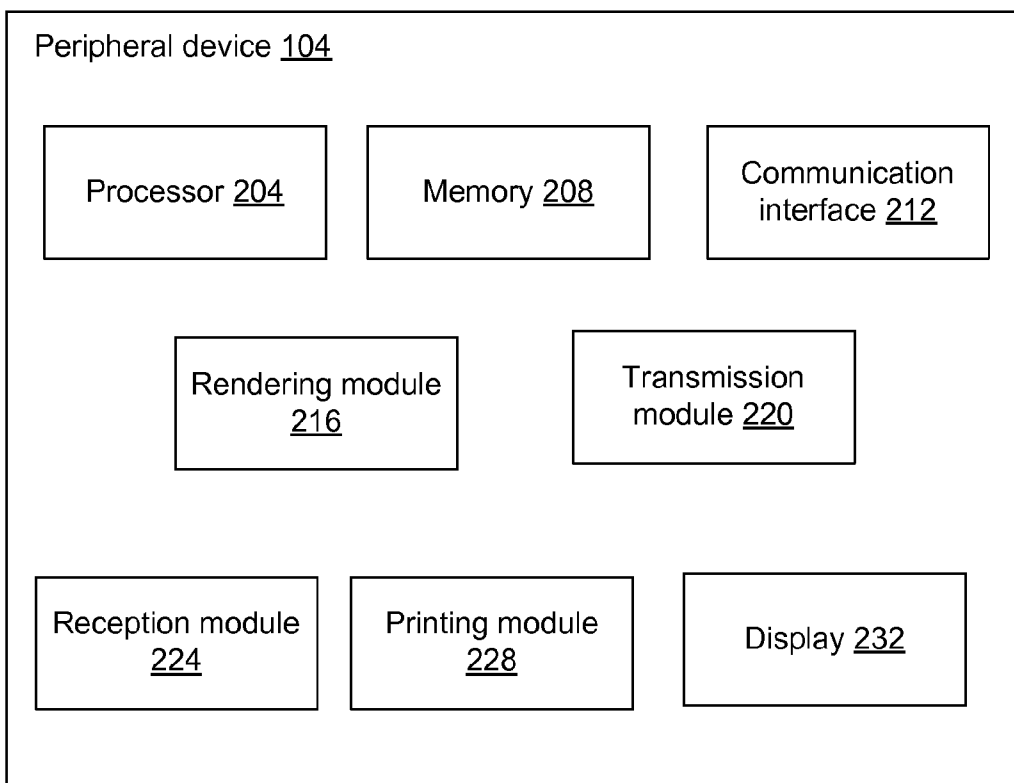 Peripheral device 104
Processor 204
Memory 208
Communication
interface 212
Rendering module
216
Transmission
module 220
Reception module
224
Printing module
228
Display 232